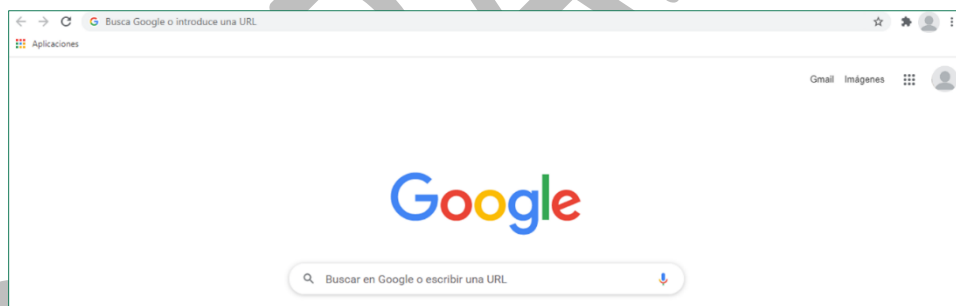 Busca Google o introduce una URL
Aplicaciones
Gmail Imágenes
Google
Buscar en Google o escribir una URL